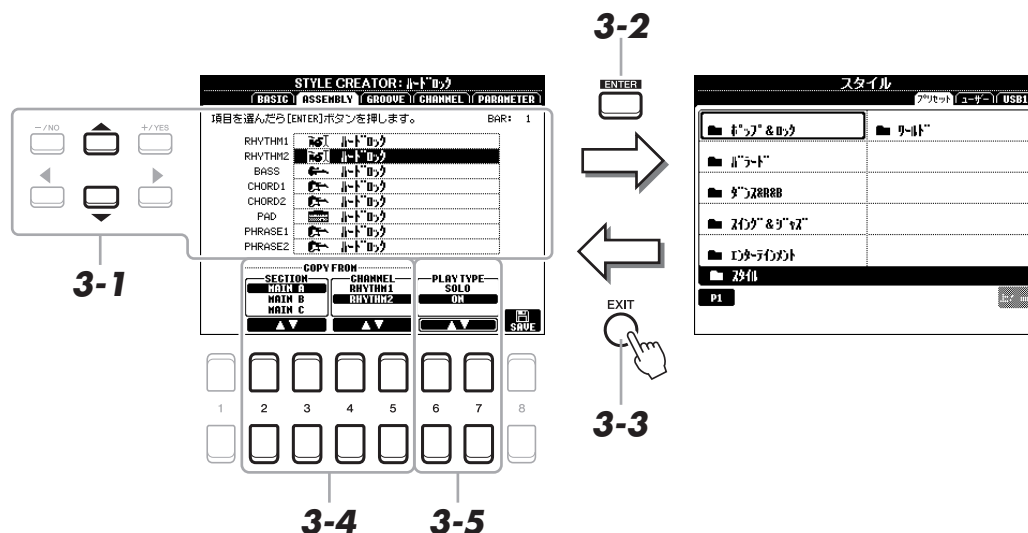 3-2
ENTER
STYLE CREATOR: ハードロック
BASIC ASSEMBLY GROOVE CHANNEL PARAMETER
項目を選んだら[ENTER]ボタンを押します。 BAR: 1
RHYTHM1 ハードロック
RHYTHM2 ハードロック
BASS ハードロック
CHORD1 ハードロック
CHORD2 ハードロック
PAD ハードロック
PHRASE1 ハードロック
PHRASE2 ハードロック
COPY FROM
SECTION CHANNEL PLAY TYPE
MAIN A RHYTHM1 SOLO
MAIN B RHYTHM2 ON
MAIN C
SAVE
-/NO
+/YES
3-1
スタイル
プリセット ユーザー USB1
ポップ&ロック ワールド
バラード
ダンス&R&B
スイング&ジャズ
エンターテインメント
スタイル
P1
EXIT
3-3
1 2 3 4 5 6 7 8
3-4 3-5